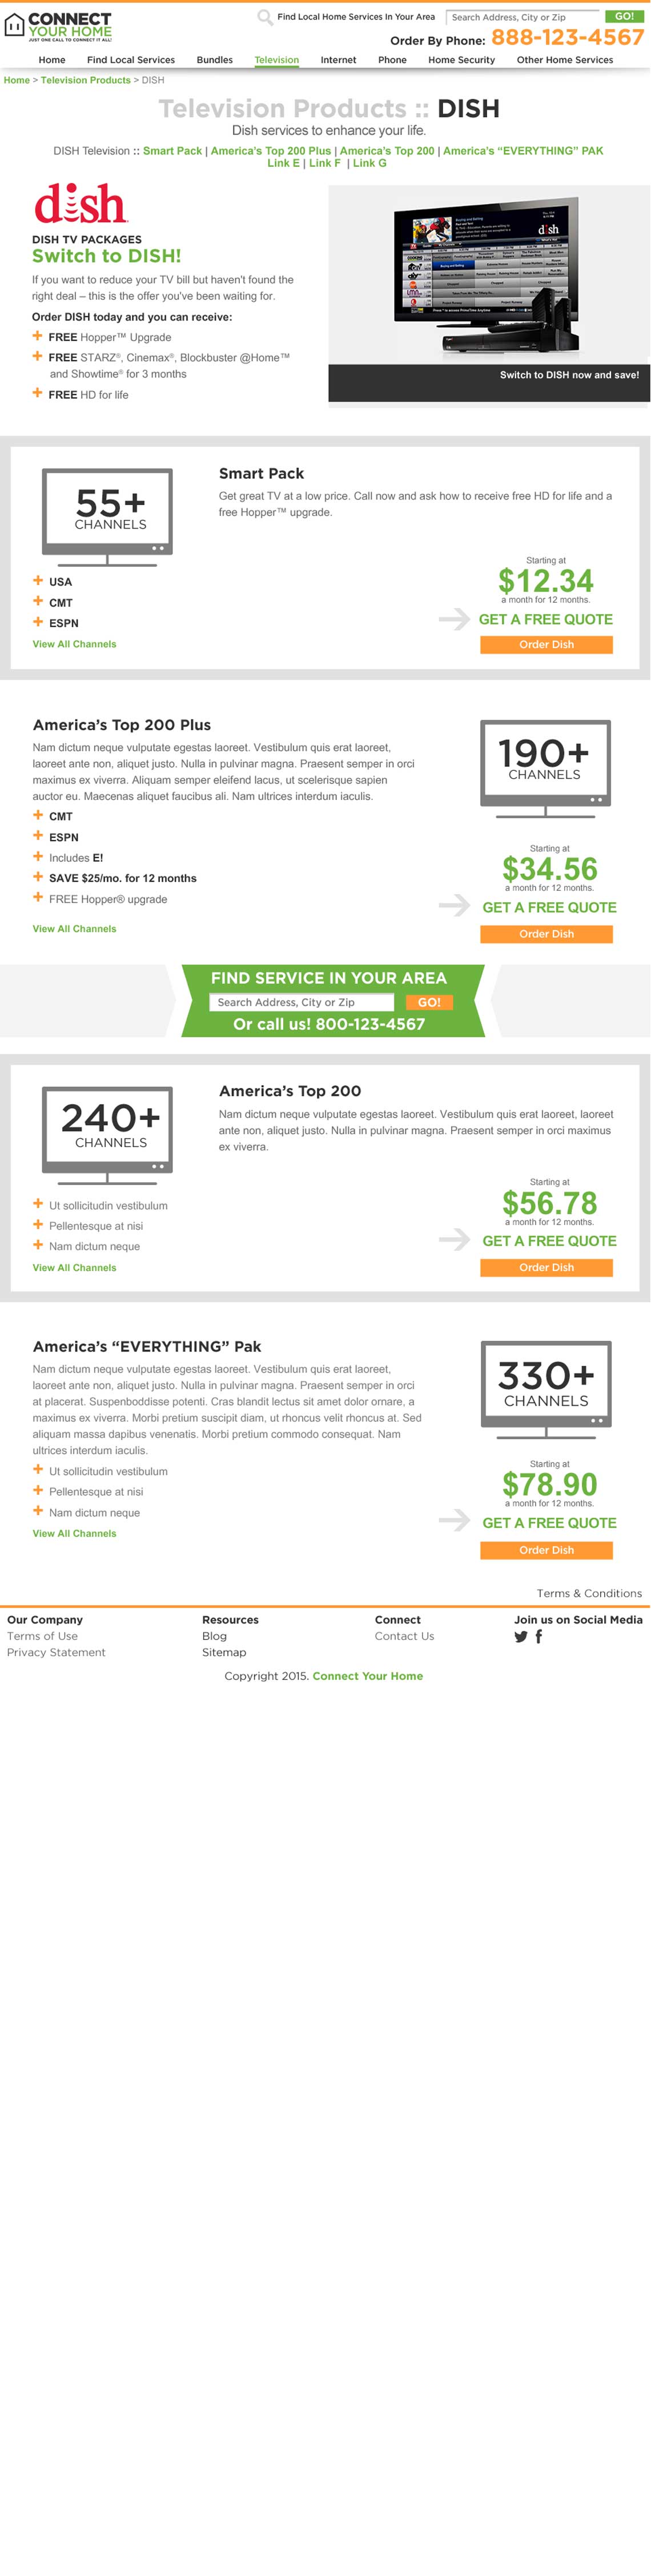 CONNECT
YOUR HOME
JUST ONE CALL TO CONNECT IT ALL!
Find Local Home Services In Your Area
Search Address, City or Zip
GO!
Order By Phone: 888-123-4567
Home Find Local Services Bundles Television Internet Phone Home Security Other Home Services
Home > Television Products > DISH
Television Products :: DISH
Dish services to enhance your life.
DISH Television :: Smart Pack | America's Top 200 Plus | America's Top 200 | America's “EVERYTHING” PAK
Link E | Link F | Link G
dish
DISH TV PACKAGES
Switch to DISH!
If you want to reduce your TV bill but haven't found the
right deal – this is the offer you've been waiting for.
Order DISH today and you can receive:
FREE Hopper™ Upgrade
FREE STARZ®, Cinemax®, Blockbuster @Home™
and Showtime® for 3 months
FREE HD for life
dish
Switch to DISH now and save!
55+
CHANNELS
USA
CMT
ESPN
View All Channels
Smart Pack
Get great TV at a low price. Call now and ask how to receive free HD for life and a
free Hopper™ upgrade.
Starting at
$12.34
a month for 12 months.
GET A FREE QUOTE
Order Dish
America's Top 200 Plus
Nam dictum neque vulputate egestas laoreet. Vestibulum quis erat laoreet,
laoreet ante non, aliquet justo. Nulla in pulvinar magna. Praesent semper in orci
maximus ex viverra. Aliquam semper eleifend lacus, ut scelerisque sapien
auctor eu. Maecenas aliquet faucibus ali. Nam ultrices interdum iaculis.
CMT
ESPN
Includes E!
SAVE $25/mo. for 12 months
FREE Hopper® upgrade
View All Channels
190+
CHANNELS
Starting at
$34.56
a month for 12 months.
GET A FREE QUOTE
Order Dish
FIND SERVICE IN YOUR AREA
Search Address, City or Zip
GO!
Or call us! 800-123-4567
240+
CHANNELS
Ut sollicitudin vestibulum
Pellentesque at nisi
Nam dictum neque
View All Channels
America's Top 200
Nam dictum neque vulputate egestas laoreet. Vestibulum quis erat laoreet, laoreet
ante non, aliquet justo. Nulla in pulvinar magna. Praesent semper in orci maximus
ex viverra.
Starting at
$56.78
a month for 12 months.
GET A FREE QUOTE
Order Dish
America's “EVERYTHING” Pak
Nam dictum neque vulputate egestas laoreet. Vestibulum quis erat laoreet,
laoreet ante non, aliquet justo. Nulla in pulvinar magna. Praesent semper in orci
at placerat. Suspenboddisse potenti. Cras blandit lectus sit amet dolor ornare, a
maximus ex viverra. Morbi pretium suscipit diam, ut rhoncus velit rhoncus at. Sed
aliquam massa dapibus venenatis. Morbi pretium commodo consequat. Nam
ultrices interdum iaculis.
Ut sollicitudin vestibulum
Pellentesque at nisi
Nam dictum neque
View All Channels
330+
CHANNELS
Starting at
$78.90
a month for 12 months.
GET A FREE QUOTE
Order Dish
Terms & Conditions
Our Company
Terms of Use
Privacy Statement
Resources
Blog
Sitemap
Connect
Contact Us
Join us on Social Media
Copyright 2015. Connect Your Home